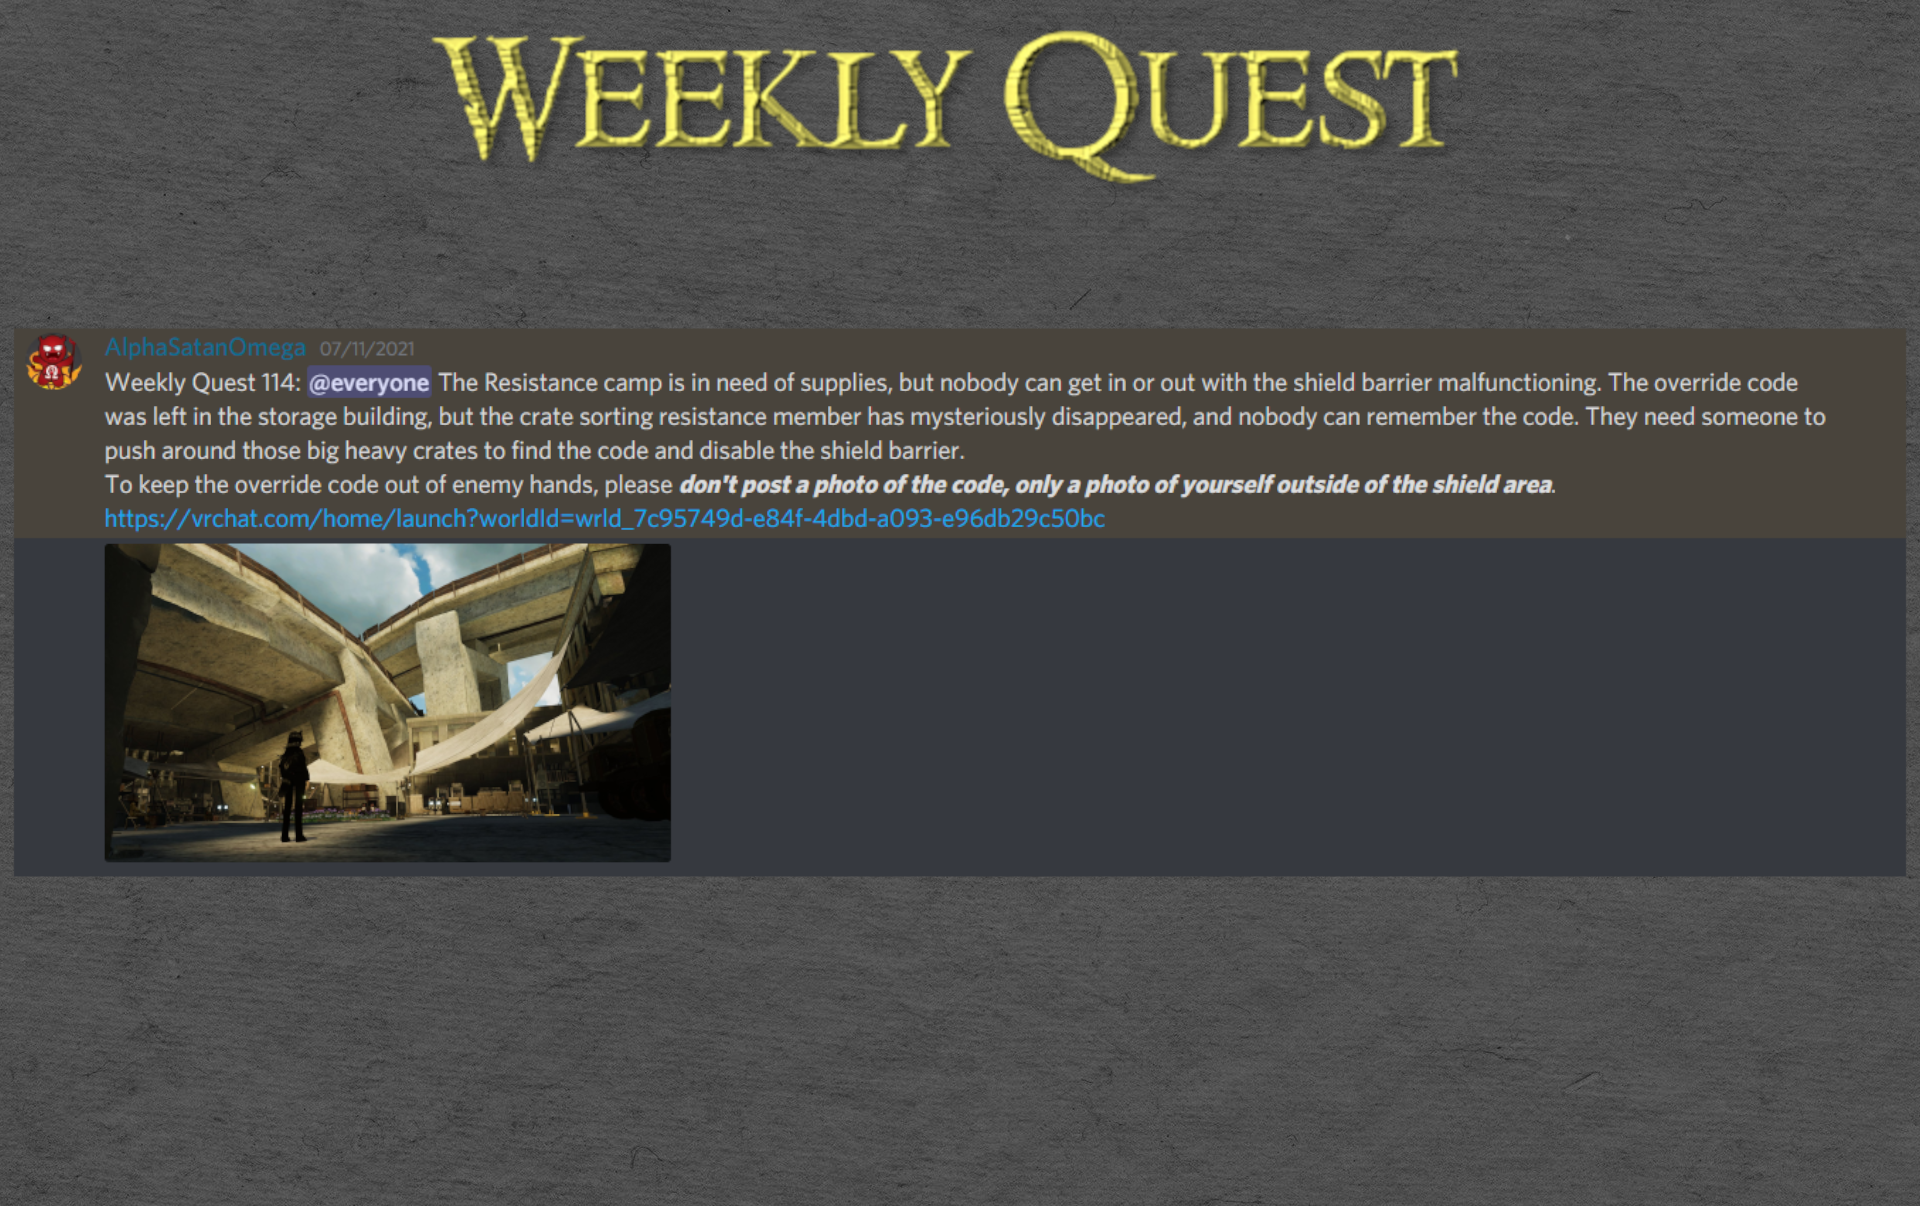 Weekly Quest
AlphaSatanOmega 07/11/2021
Weekly Quest 114: @everyone The Resistance camp is in need of supplies, but nobody can get in or out with the shield barrier malfunctioning. The override code
was left in the storage building, but the crate sorting resistance member has mysteriously disappeared, and nobody can remember the code. They need someone to
push around those big heavy crates to find the code and disable the shield barrier.
To keep the override code out of enemy hands, please don't post a photo of the code, only a photo of yourself outside of the shield area.
https://vrchat.com/home/launch?worldId=wrld_7c95749d-e84f-4dbd-a093-e96db29c50bc